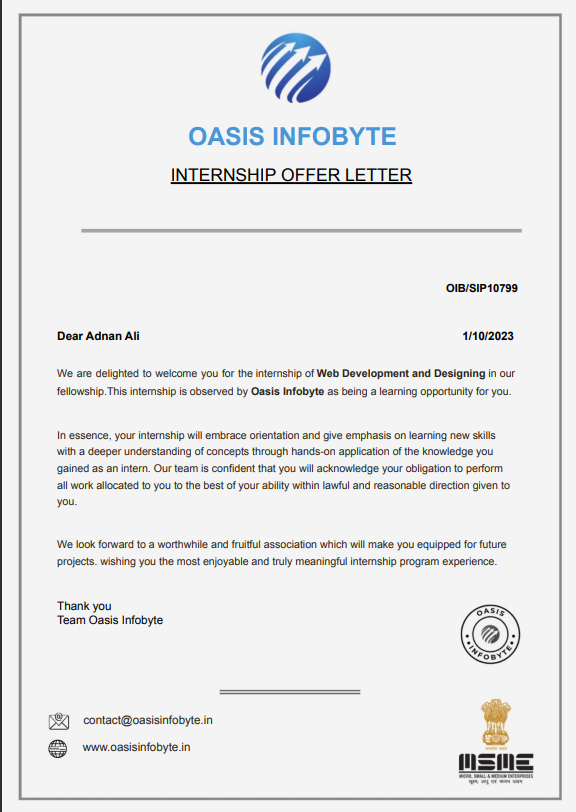 OASIS INFOBYTE
INTERNSHIP OFFER LETTER
OIB/SIP10799
Dear Adnan Ali 1/10/2023
We are delighted to welcome you for the internship of Web Development and Designing in our
fellowship.This internship is observed by Oasis Infobyte as being a learning opportunity for you.
In essence, your internship will embrace orientation and give emphasis on learning new skills
with a deeper understanding of concepts through hands-on application of the knowledge you
gained as an intern. Our team is confident that you will acknowledge your obligation to perform
all work allocated to you to the best of your ability within lawful and reasonable direction given to
you.
We look forward to a worthwhile and fruitful association which will make you equipped for future
projects. wishing you the most enjoyable and truly meaningful internship program experience.
Thank you
Team Oasis Infobyte
OASIS
INFOBYTE
contact@oasisinfobyte.in
www.oasisinfobyte.in
MSME
MICRO, SMALL & MEDIUM ENTERPRISES
सूक्ष्म, लघु एवं मध्यम उद्यम